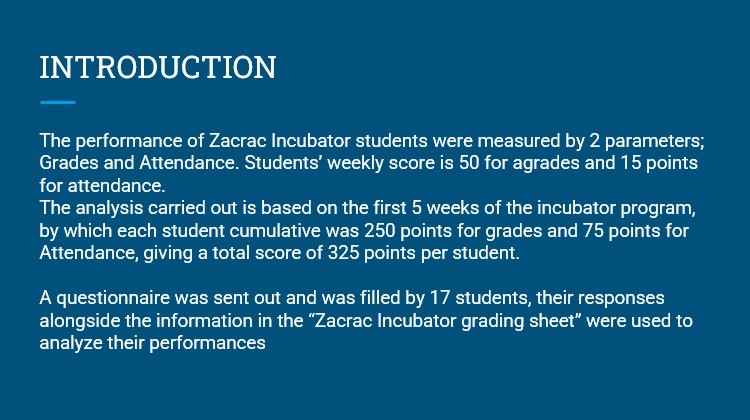 INTRODUCTION
The performance of Zacrac Incubator students were measured by 2 parameters;
Grades and Attendance. Students’ weekly score is 50 for agrades and 15 points
for attendance.
The analysis carried out is based on the first 5 weeks of the incubator program,
by which each student cumulative was 250 points for grades and 75 points for
Attendance, giving a total score of 325 points per student.
A questionnaire was sent out and was filled by 17 students, their responses
alongside the information in the “Zacrac Incubator grading sheet” were used to
analyze their performances